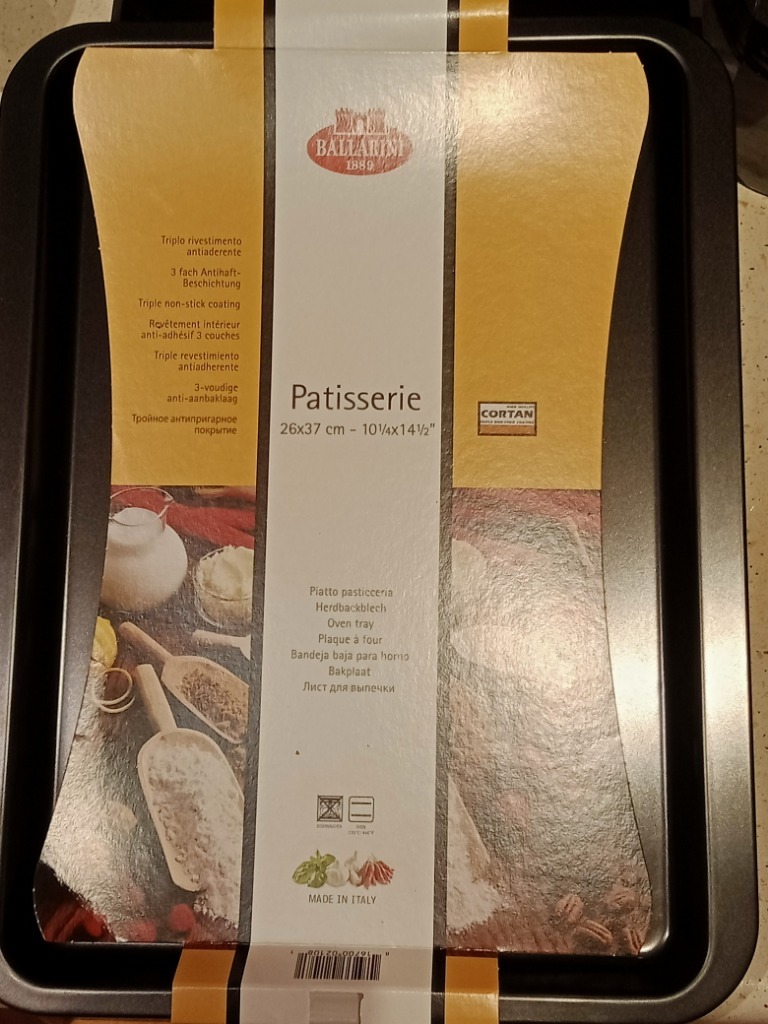 BALLARINI
1889
Triplo rivestimento
antiaderente
3 fach Antihaft-
Beschichtung
Triple non-stick coating
Revêtement intérieur
anti-adhésif 3 couches
Triple revestimiento
antiadherente
3-voudige
anti-aanbaklaag
Тройное антипригарное
покрытие
Patisserie
26x37 cm – 10¼x14½"
CORTAN
Piatto pasticceria
Herdbackblech
Oven tray
Plaque à four
Bandeja baja para horno
Bakplaat
Лист для выпечки
MADE IN ITALY